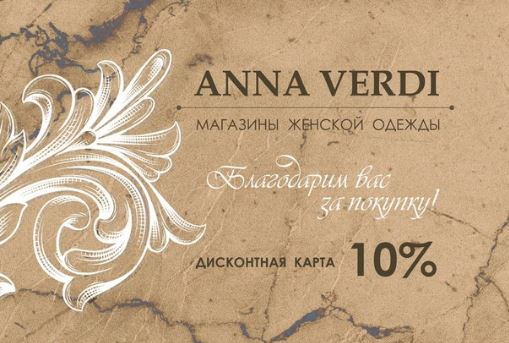 ANNA VERDI
МАГАЗИНЫ ЖЕНСКОЙ ОДЕЖДЫ
Благодарим вас
за покупку!
ДИСКОНТНАЯ КАРТА 10%